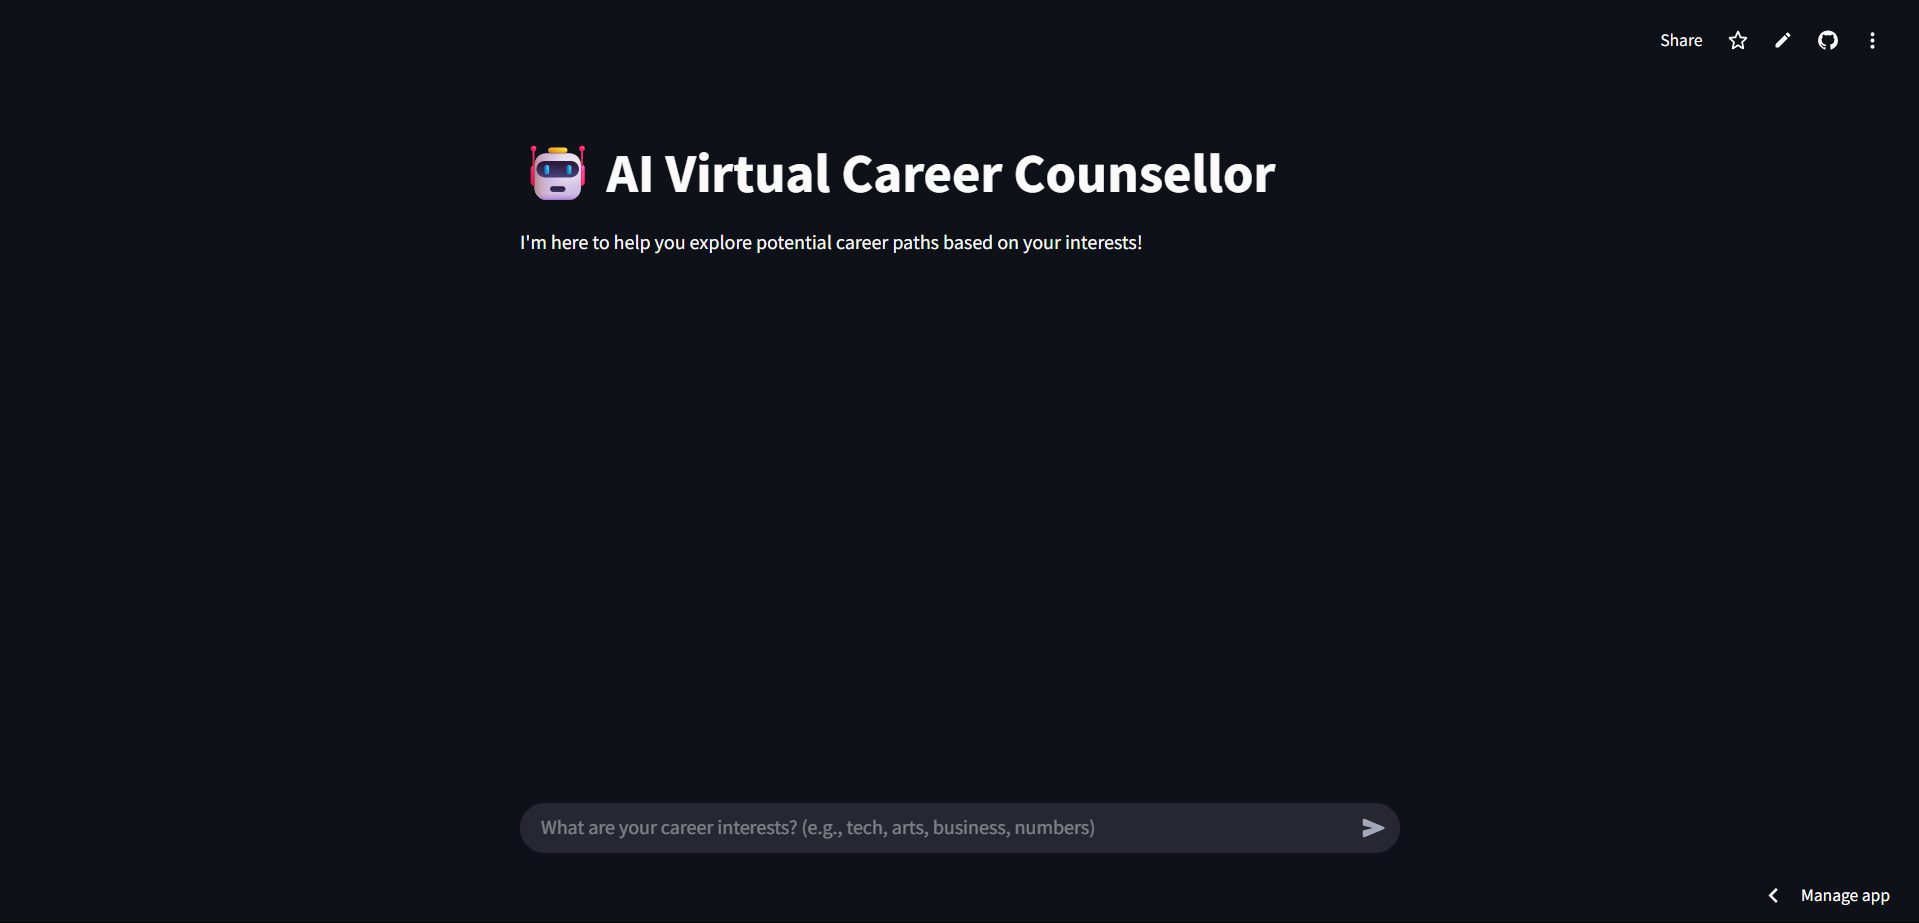 Share
AI Virtual Career Counsellor
I'm here to help you explore potential career paths based on your interests!
What are your career interests? (e.g., tech, arts, business, numbers)
Manage app